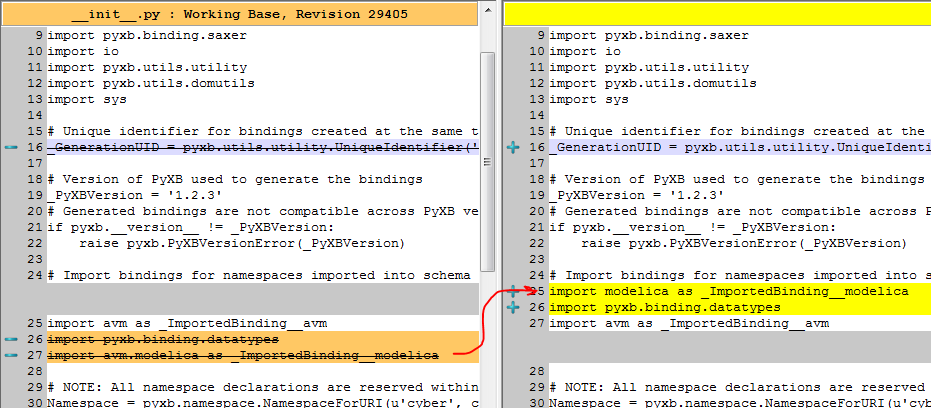 __init__.py : Working Base, Revision 29405
9 import pyxb.binding.saxer
10 import io
11 import pyxb.utils.utility
12 import pyxb.utils.domutils
13 import sys
14
15 # Unique identifier for bindings created at the same t
16 _GenerationUID = pyxb.utils.utility.UniqueIdentifier('
17
18 # Version of PyXB used to generate the bindings
19 _PyXBVersion = '1.2.3'
20 # Generated bindings are not compatible across PyXB ve
21 if pyxb.__version__ != _PyXBVersion:
22     raise pyxb.PyXBVersionError(_PyXBVersion)
23
24 # Import bindings for namespaces imported into schema
25 import avm as _ImportedBinding__avm
26 import pyxb.binding.datatypes
27 import avm.modelica as _ImportedBinding__modelica
28
29 # NOTE: All namespace declarations are reserved within
30 Namespace = pyxb.namespace.NamespaceForURI(u'cyber', c
9 import pyxb.binding.saxer
10 import io
11 import pyxb.utils.utility
12 import pyxb.utils.domutils
13 import sys
14
15 # Unique identifier for bindings created at the
16 _GenerationUID = pyxb.utils.utility.UniqueIdenti
17
18 # Version of PyXB used to generate the bindings
19 _PyXBVersion = '1.2.3'
20 # Generated bindings are not compatible across P
21 if pyxb.__version__ != _PyXBVersion:
22     raise pyxb.PyXBVersionError(_PyXBVersion)
23
24 # Import bindings for namespaces imported into s
25 import modelica as _ImportedBinding__modelica
26 import pyxb.binding.datatypes
27 import avm as _ImportedBinding__avm
28
29 # NOTE: All namespace declarations are reserved
30 Namespace = pyxb.namespace.NamespaceForURI(u'cyb